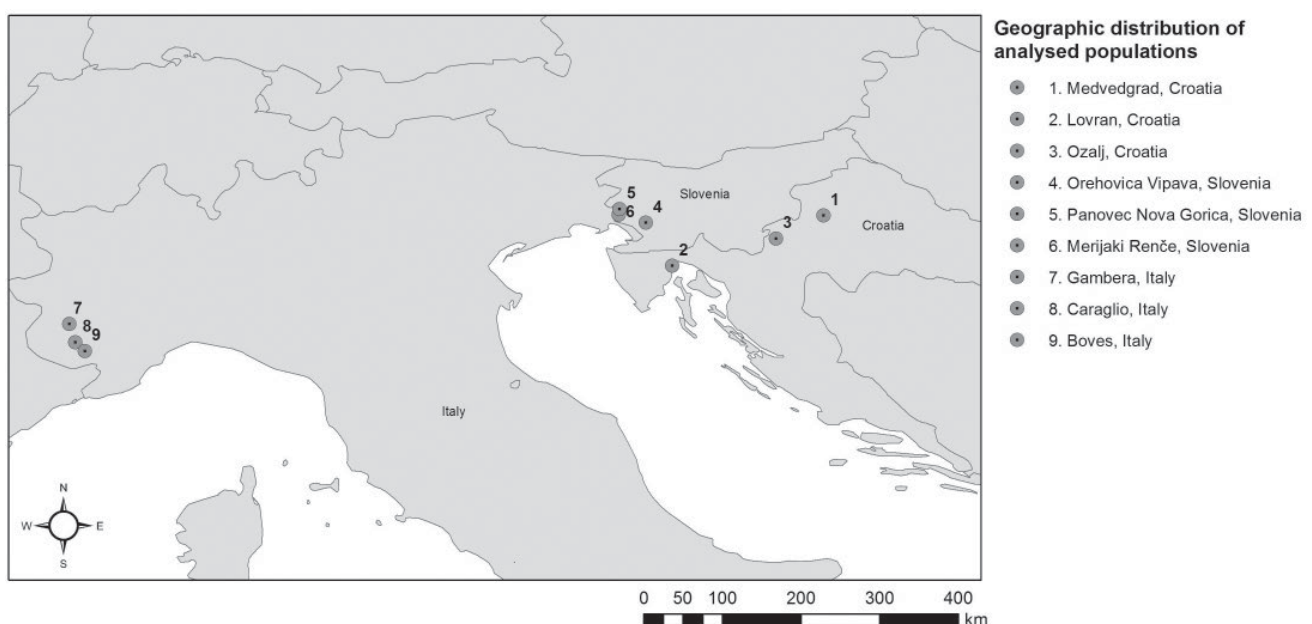 Geographic distribution of
analysed populations
1. Medvedgrad, Croatia
2. Lovran, Croatia
3. Ozalj, Croatia
4. Orehovica Vipava, Slovenia
5. Panovec Nova Gorica, Slovenia
6. Merijaki Renče, Slovenia
7. Gambera, Italy
8. Caraglio, Italy
9. Boves, Italy
5
Slovenia
6
4
1
3
Croatia
2
7
8
9
Italy
N
W E
S
0 50 100 200 300 400
km